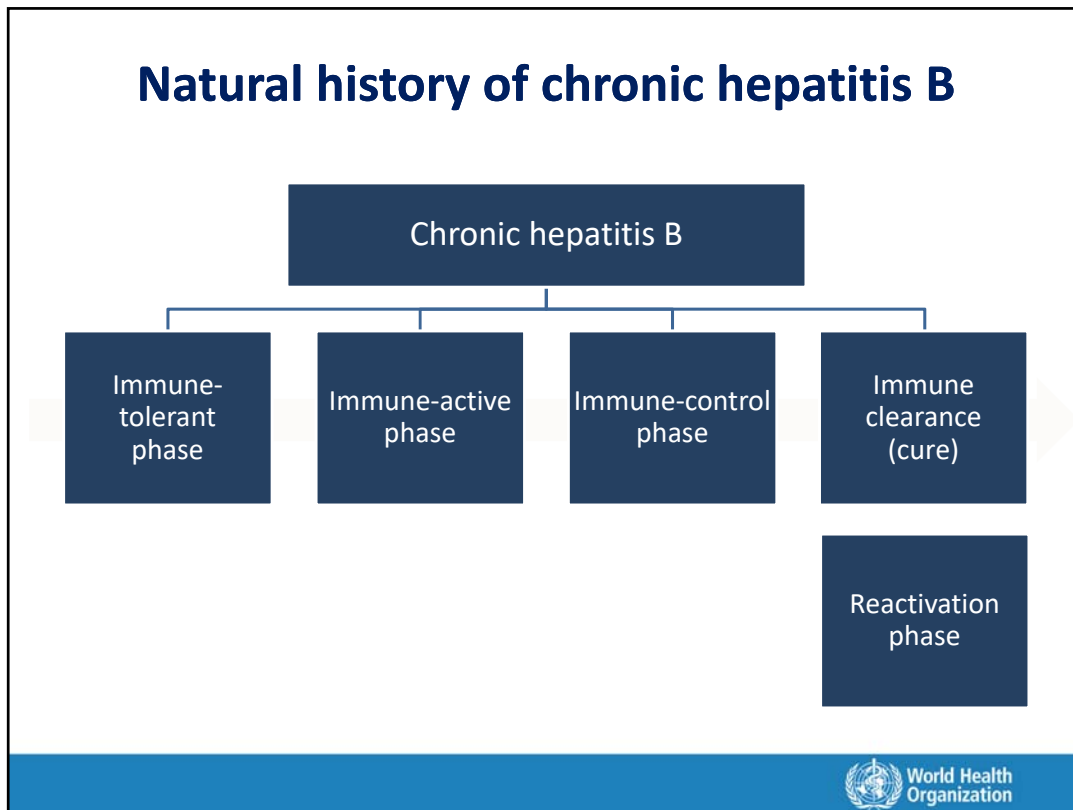 Natural history of chronic hepatitis B
Chronic hepatitis B
Immune-
tolerant
phase
Immune-active
phase
Immune-control
phase
Immune
clearance
(cure)
Reactivation
phase
World Health
Organization